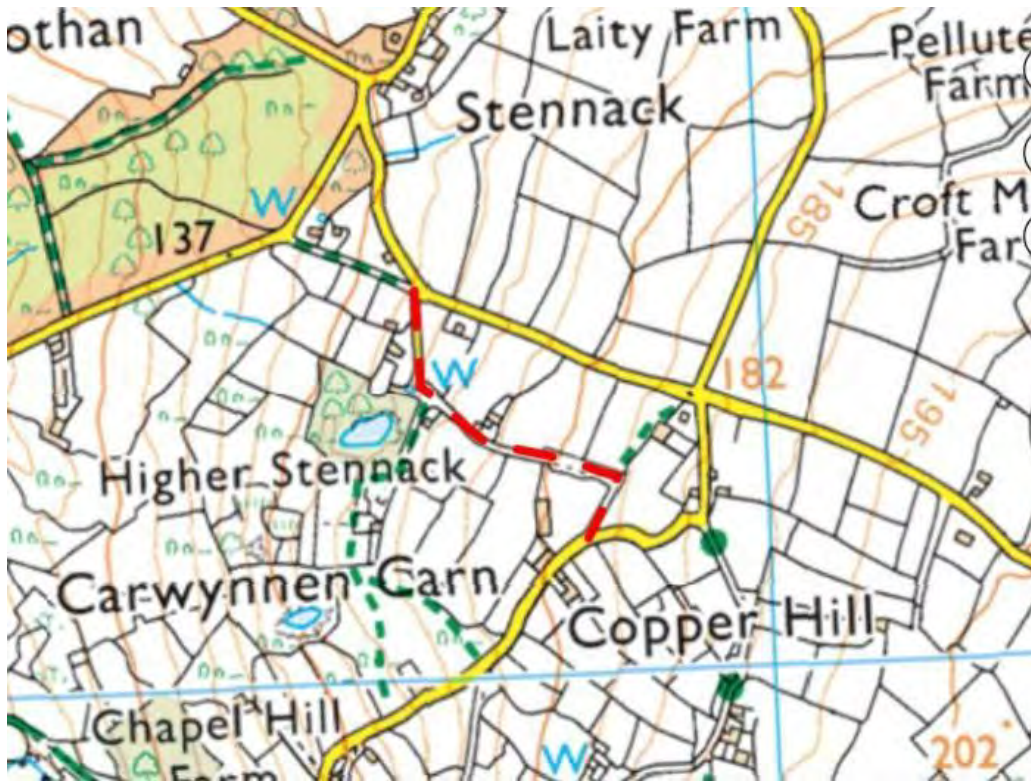 othan
Laity Farm
Pellute
Farm
Stennack
185
Croft M
Far
W
137
W
182
195
Higher Stennack
Carwynnen Carn
Copper Hill
Chapel Hill
Farm
W
202